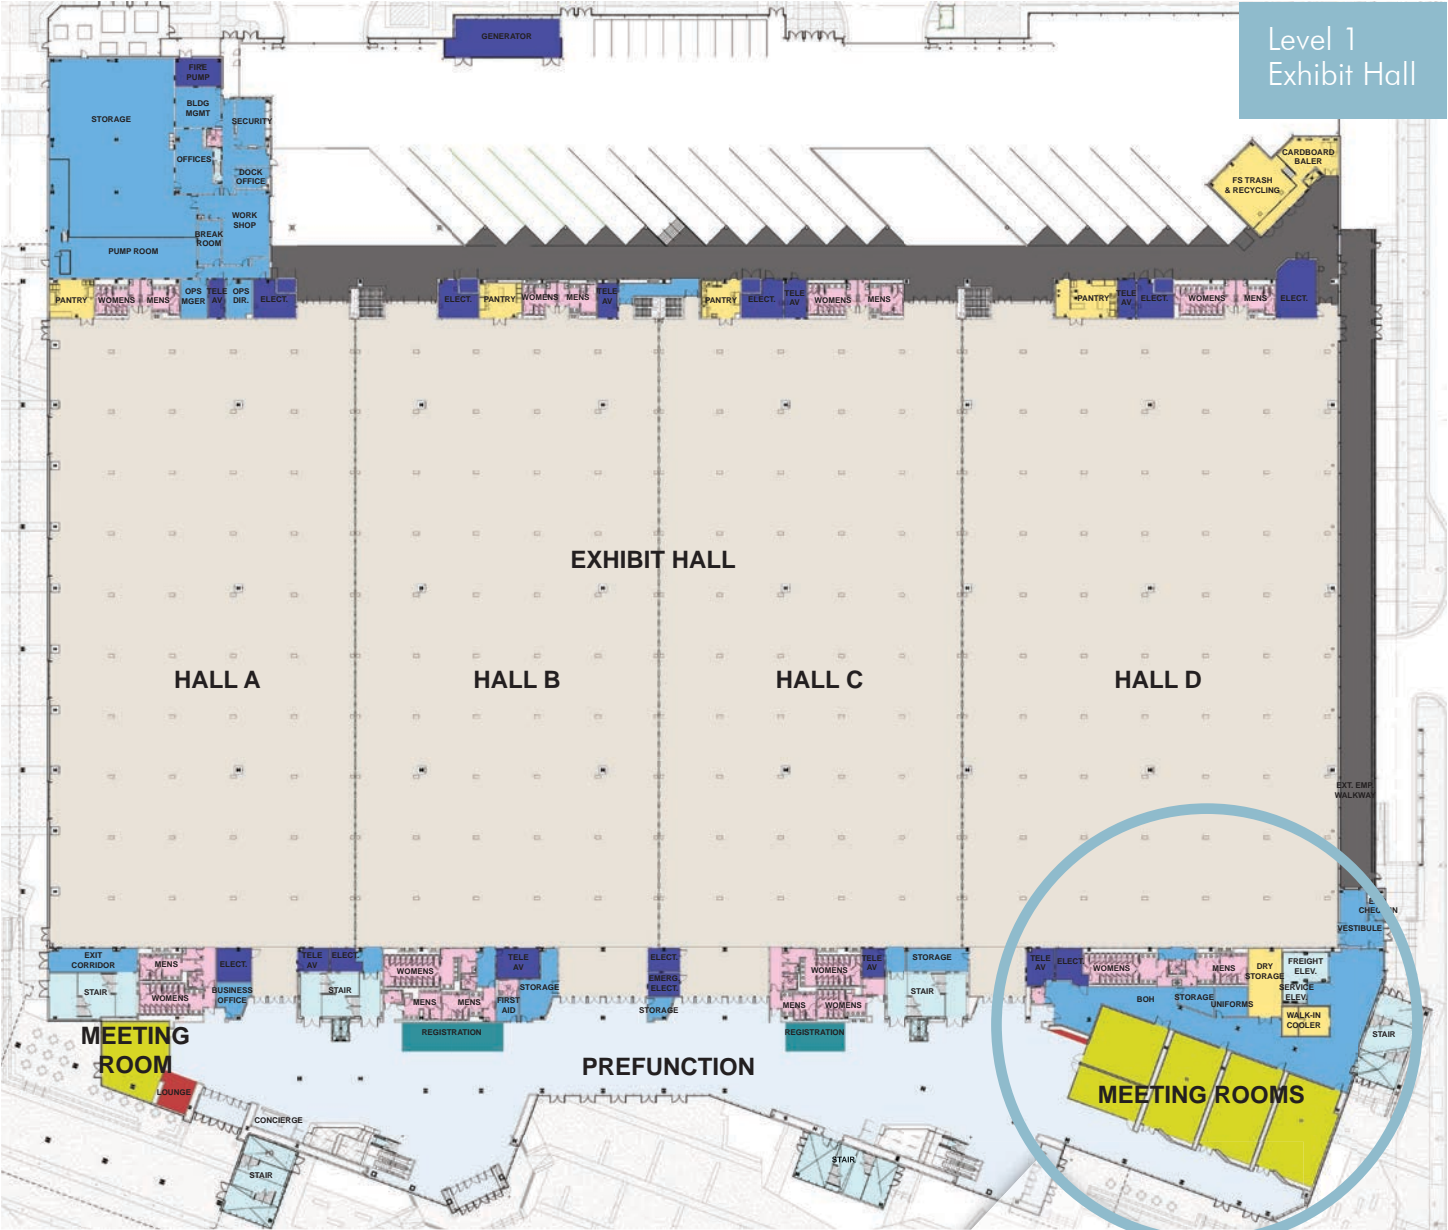 Level 1
Exhibit Hall
GENERATOR
FIRE
PUMP
BLDG
MGMT
STORAGE
SECURITY
OFFICES
DOCK
OFFICE
WORK
SHOP
BREAK
ROOM
PUMP ROOM
CARDBOARD
BALER
FS TRASH
& RECYCLING
PANTRY
WOMENS
MENS
OPS
MGER
TELE
AV
OPS
DIR.
ELECT.
ELECT.
PANTRY
WOMENS
MENS
TELE
AV
PANTRY
ELECT.
TELE
AV
WOMENS
MENS
PANTRY
TELE
AV
ELECT.
WOMENS
MENS
ELECT.
EXHIBIT HALL
HALL A
HALL B
HALL C
HALL D
EXT. EMP.
WALKWAY
VESTIBULE
EXIT
CORRIDOR
MENS
ELECT.
STAIR
WOMENS
BUSINESS
OFFICE
TELE
AV
ELECT.
STAIR
WOMENS
MENS
MENS
TELE
AV
FIRST
AID
STORAGE
ELECT.
EMERG.
ELECT.
STORAGE
WOMENS
MENS
WOMENS
TELE
AV
STORAGE
STAIR
TELE
AV
ELECT.
WOMENS
MENS
DRY
STORAGE
FREIGHT
ELEV.
SERVICE
ELEV.
BOH
STORAGE
UNIFORMS
WALK-IN
COOLER
STAIR
MEETING
ROOM
REGISTRATION
REGISTRATION
PREFUNCTION
MEETING ROOMS
LOUNGE
CONCIERGE
STAIR
STAIR